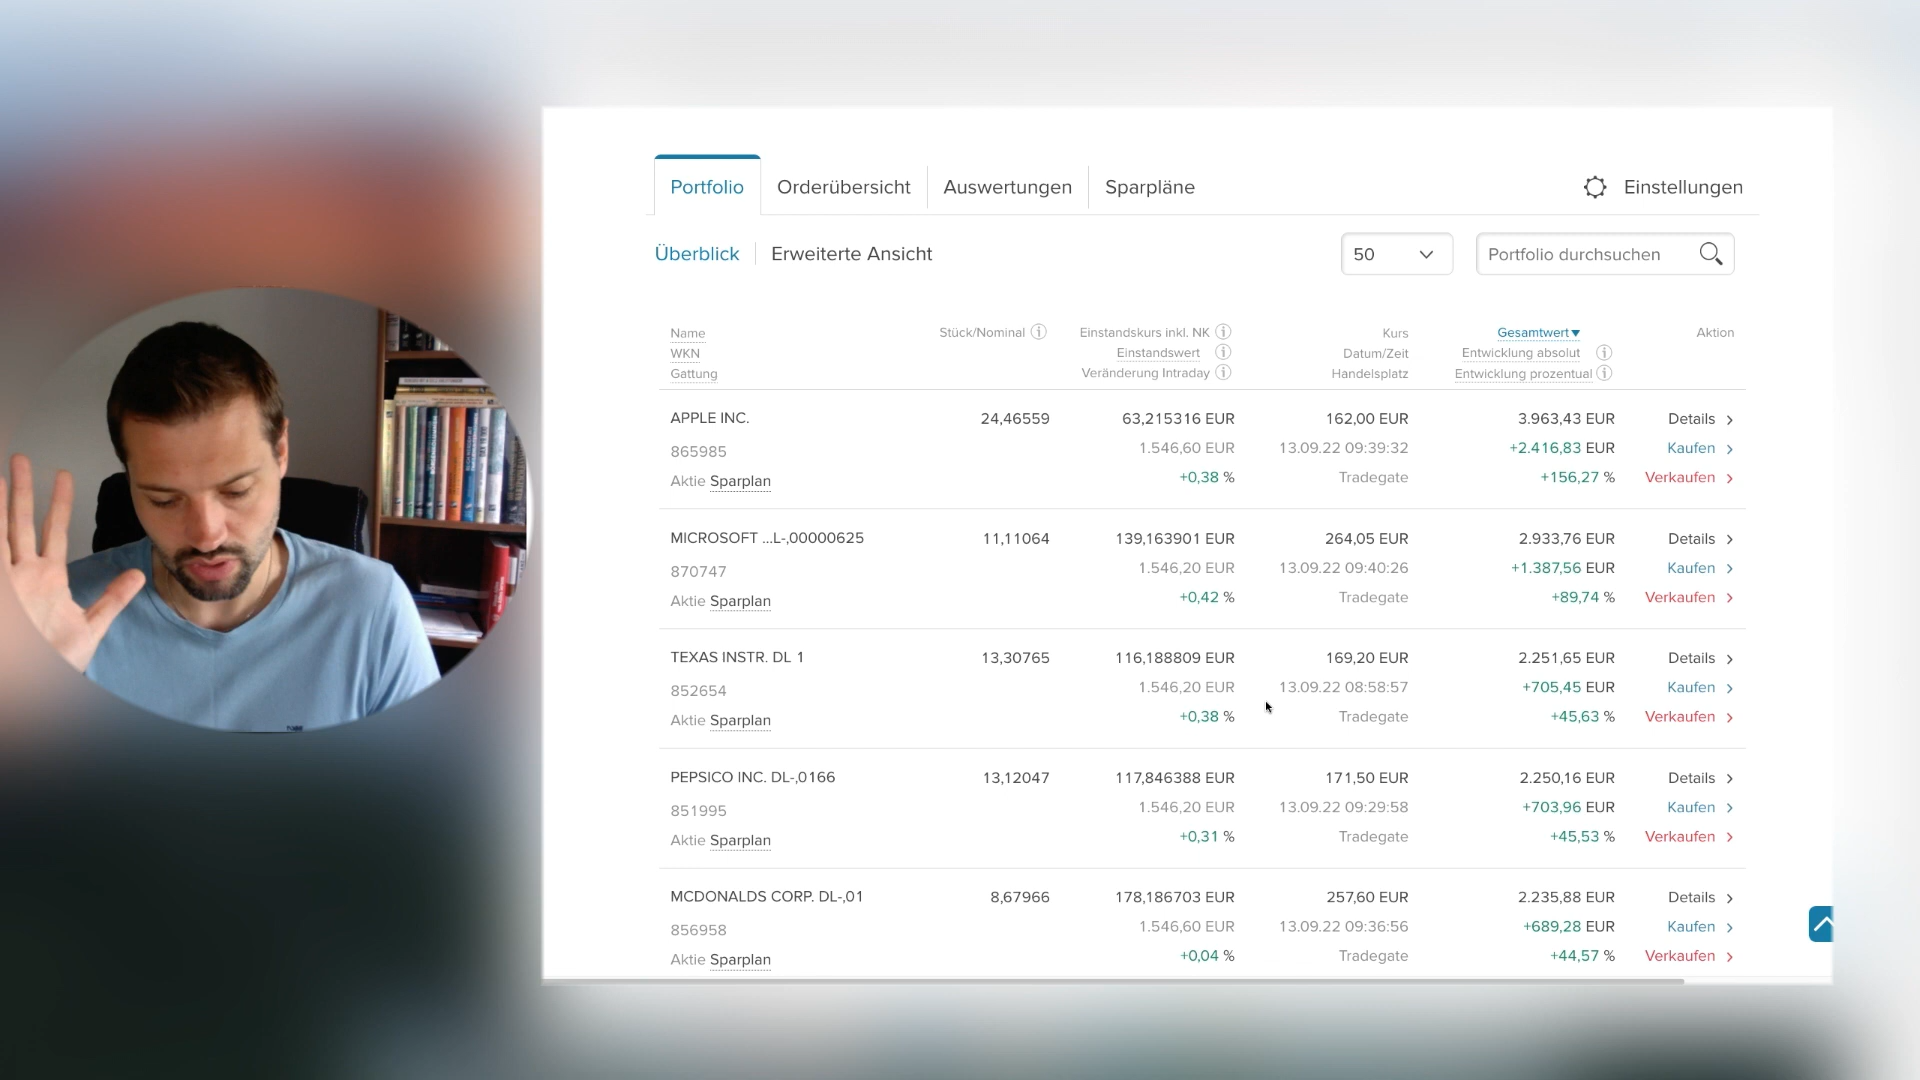 Portfolio Orderübersicht Auswertungen Sparpläne Einstellungen
Überblick Erweiterte Ansicht 50 Portfolio durchsuchen
Name Stück/Nominal Einstandskurs inkl. NK Kurs Gesamtwert Aktion
WKN Einstandswert Datum/Zeit Entwicklung absolut
Gattung Veränderung Intraday Handelsplatz Entwicklung prozentual
APPLE INC. 24,46559 63,215316 EUR 162,00 EUR 3.963,43 EUR Details
865985 1.546,60 EUR 13.09.22 09:39:32 +2.416,83 EUR Kaufen
Aktie Sparplan +0,38 % Tradegate +156,27 % Verkaufen
MICROSOFT ...L-,00000625 11,11064 139,163901 EUR 264,05 EUR 2.933,76 EUR Details
870747 1.546,20 EUR 13.09.22 09:40:26 +1.387,56 EUR Kaufen
Aktie Sparplan +0,42 % Tradegate +89,74 % Verkaufen
TEXAS INSTR. DL 1 13,30765 116,188809 EUR 169,20 EUR 2.251,65 EUR Details
852654 1.546,20 EUR 13.09.22 08:58:57 +705,45 EUR Kaufen
Aktie Sparplan +0,38 % Tradegate +45,63 % Verkaufen
PEPSICO INC. DL-,0166 13,12047 117,846388 EUR 171,50 EUR 2.250,16 EUR Details
851995 1.546,20 EUR 13.09.22 09:29:58 +703,96 EUR Kaufen
Aktie Sparplan +0,31 % Tradegate +45,53 % Verkaufen
MCDONALDS CORP. DL-,01 8,67966 178,186703 EUR 257,60 EUR 2.235,88 EUR Details
856958 1.546,60 EUR 13.09.22 09:36:56 +689,28 EUR Kaufen
Aktie Sparplan +0,04 % Tradegate +44,57 % Verkaufen